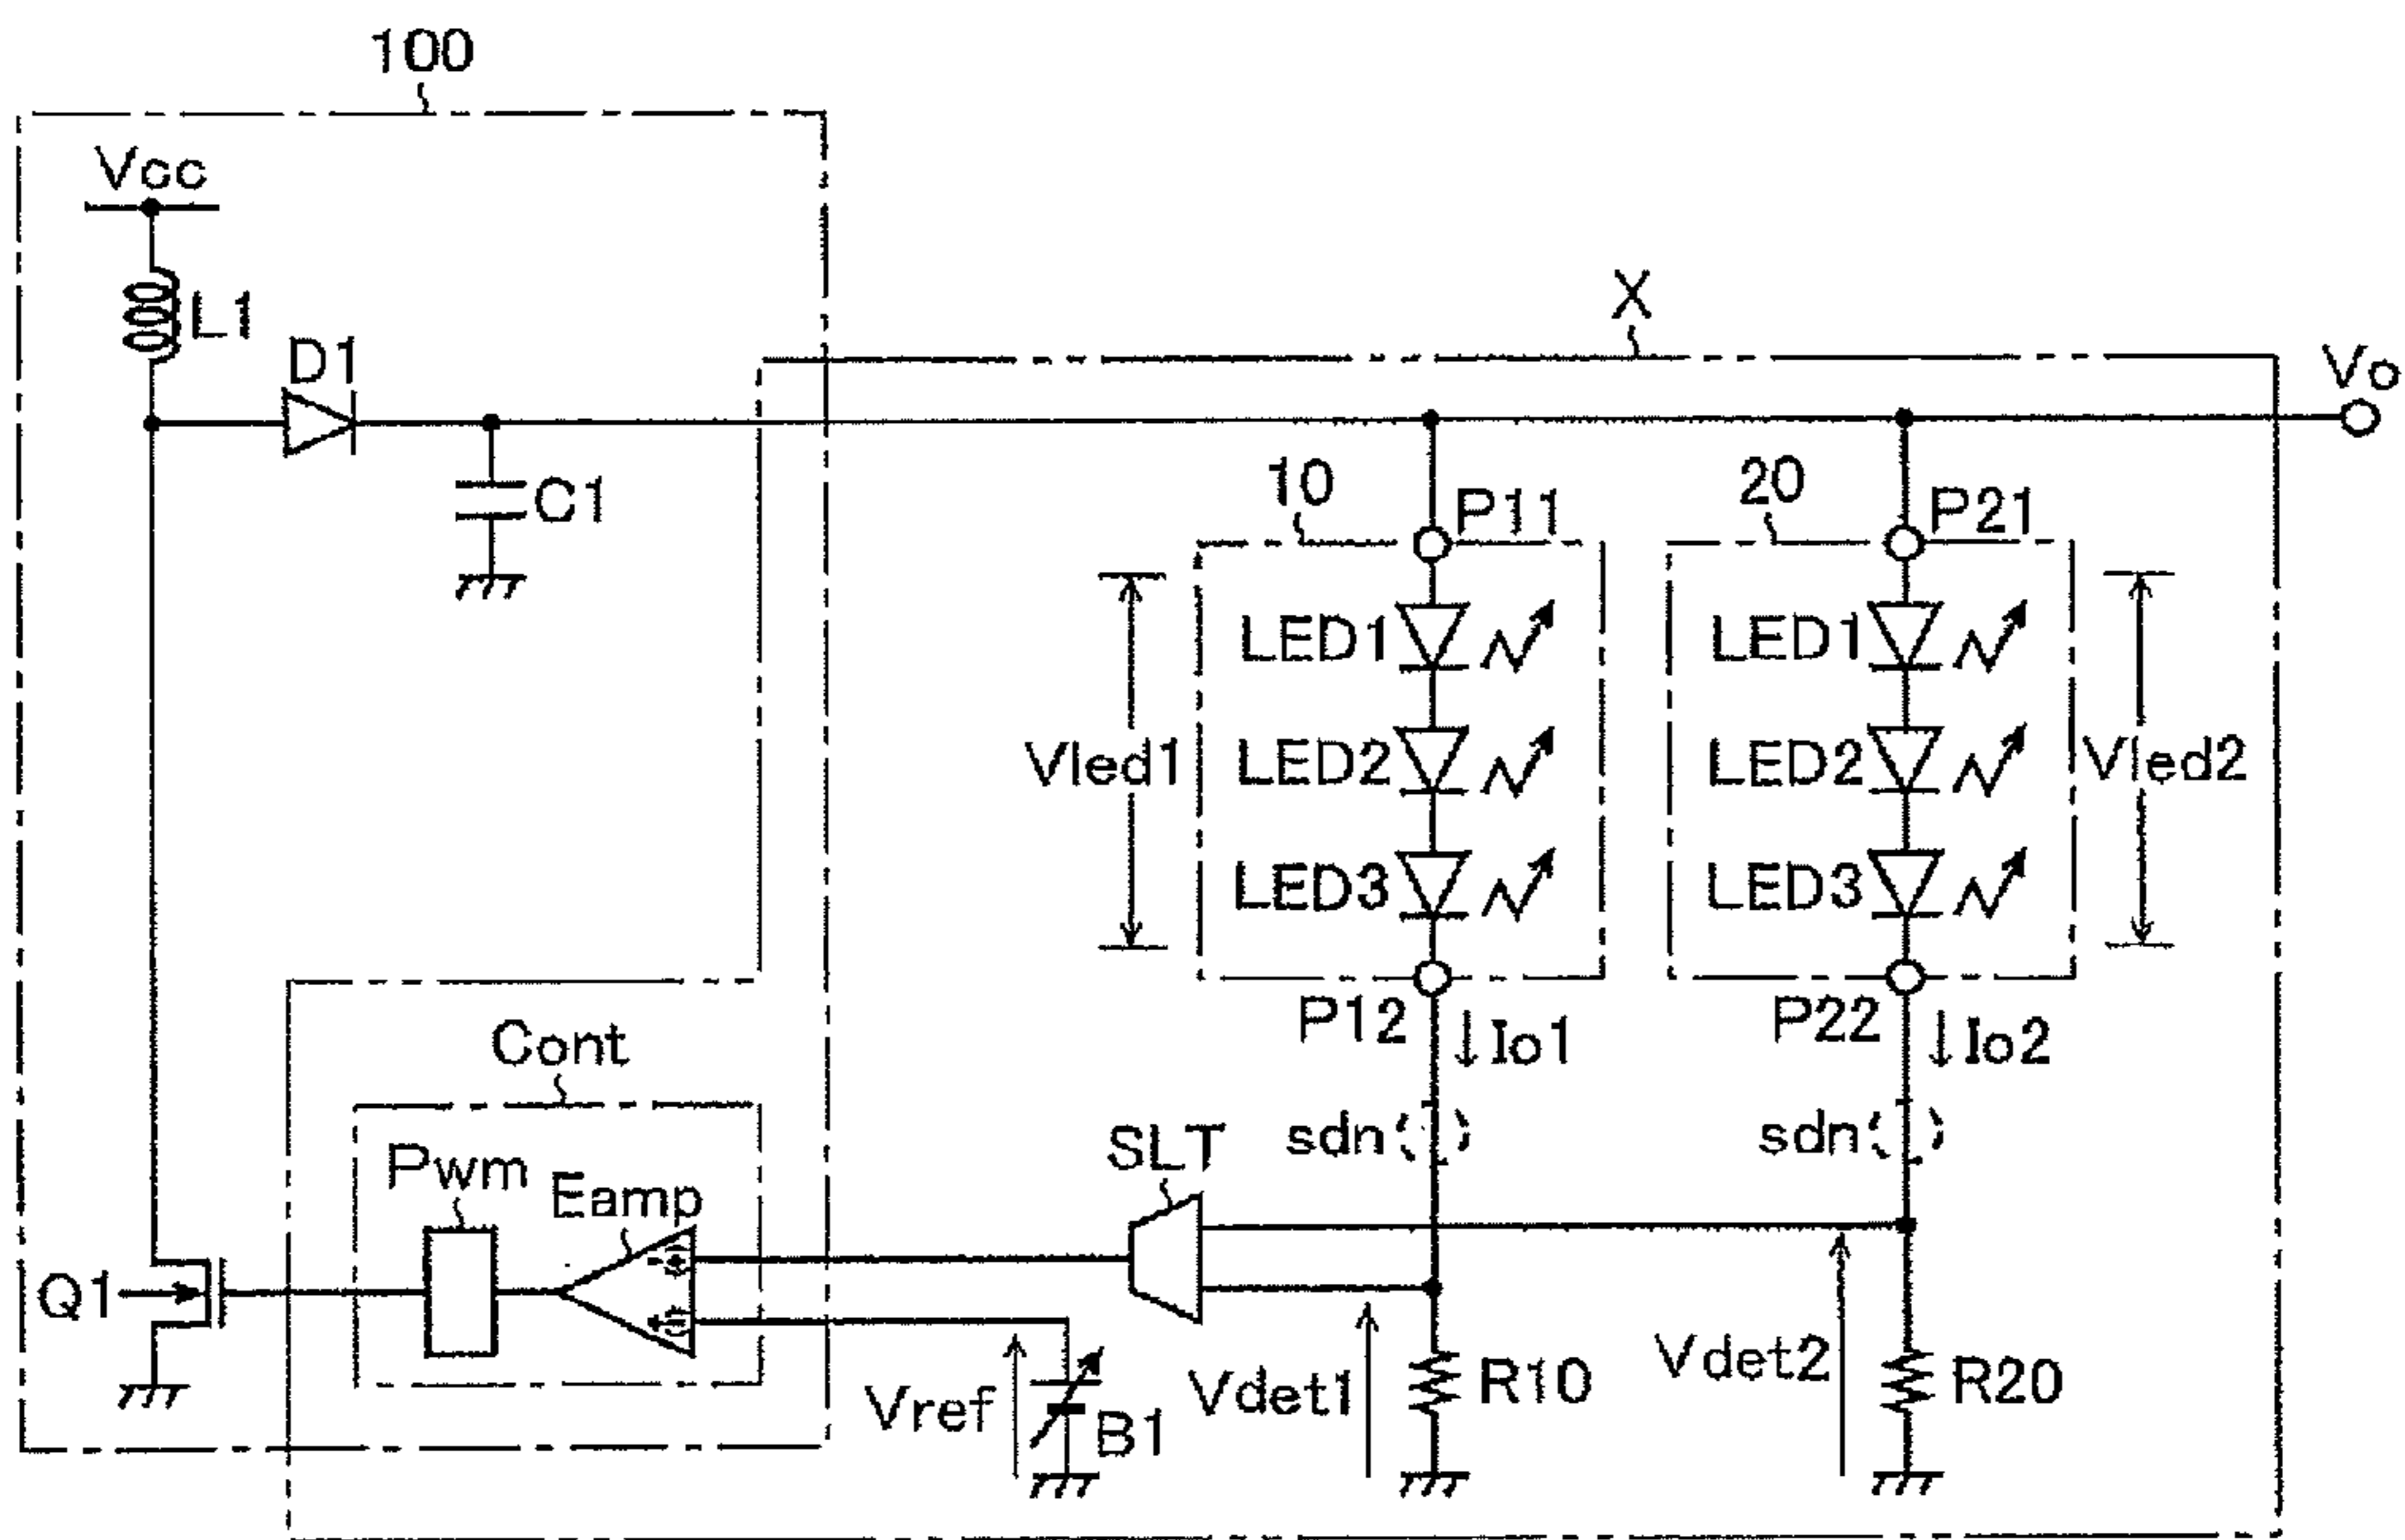 100
Vcc
L1
D1
C1
X
Vo
10
P11
20
P21
LED1
LED1
Vled1
LED2
LED2
Vled2
LED3
LED3
P12
Io1
P22
Io2
Cont
sdn
sdn
SLT
Pwm
Eamp
Q1
Vref
B1
Vdet1
R10
Vdet2
R20